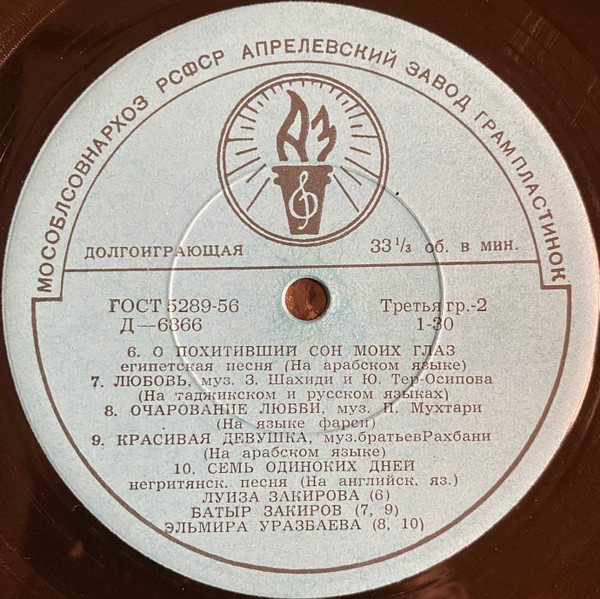 МОСОБЛСОВНАРХОЗ РСФСР АПРЕЛЕВСКИЙ ЗАВОД ГРАМПЛАСТИНОК
АЗ
ДОЛГОИГРАЮЩАЯ 33 1/3 об. в мин.
ГОСТ 5289-56 Третья гр.-2
Д—6866 1-30
6. О ПОХИТИВШИЙ СОН МОИХ ГЛАЗ
египетская песня (На арабском языке)
7. ЛЮБОВЬ, муз. З. Шахиди и Ю. Тер-Осипова
(На таджикском и русском языках)
8. ОЧАРОВАНИЕ ЛЮБВИ, муз. П. Мухтари
(На языке фарси)
9. КРАСИВАЯ ДЕВУШКА, муз.братьевРахбани
(На арабском языке)
10. СЕМЬ ОДИНОКИХ ДНЕЙ
негритянск. песня (На английск. яз.)
ЛУИЗА ЗАКИРОВА (6)
БАТЫР ЗАКИРОВ (7, 9)
ЭЛЬМИРА УРАЗБАЕВА (8, 10)